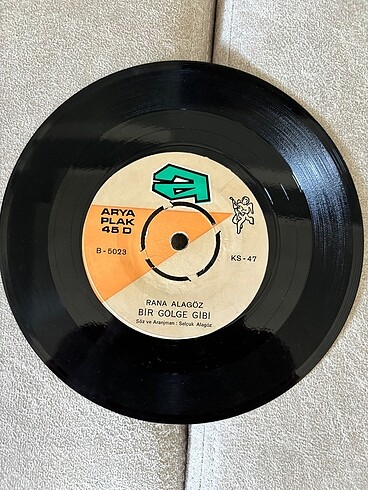 ARYA
PLAK
45 D
B - 5023
KS - 47
RANA ALAGÖZ
BİR GÖLGE GİBİ
Söz ve Aranjman : Selçuk Alagöz